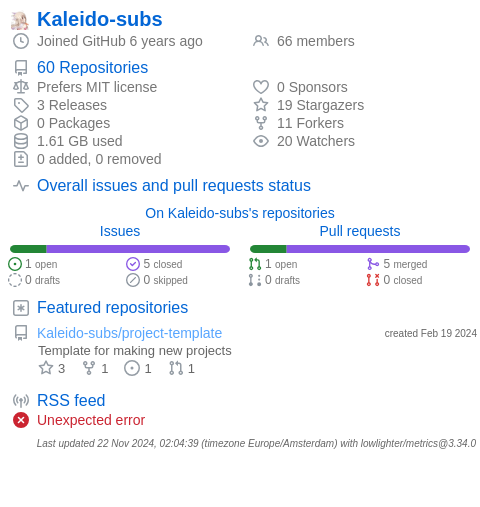 Kaleido-subs
Joined GitHub 6 years ago
66 members
60 Repositories
Prefers MIT license
0 Sponsors
3 Releases
19 Stargazers
0 Packages
11 Forkers
1.61 GB used
20 Watchers
0 added, 0 removed
Overall issues and pull requests status
On Kaleido-subs's repositories
Issues
Pull requests
1 open
5 closed
1 open
5 merged
0 drafts
0 skipped
0 drafts
0 closed
Featured repositories
Kaleido-subs/project-template
created Feb 19 2024
Template for making new projects
3 1 1 1
RSS feed
Unexpected error
Last updated 22 Nov 2024, 02:04:39 (timezone Europe/Amsterdam) with lowlighter/metrics@3.34.0